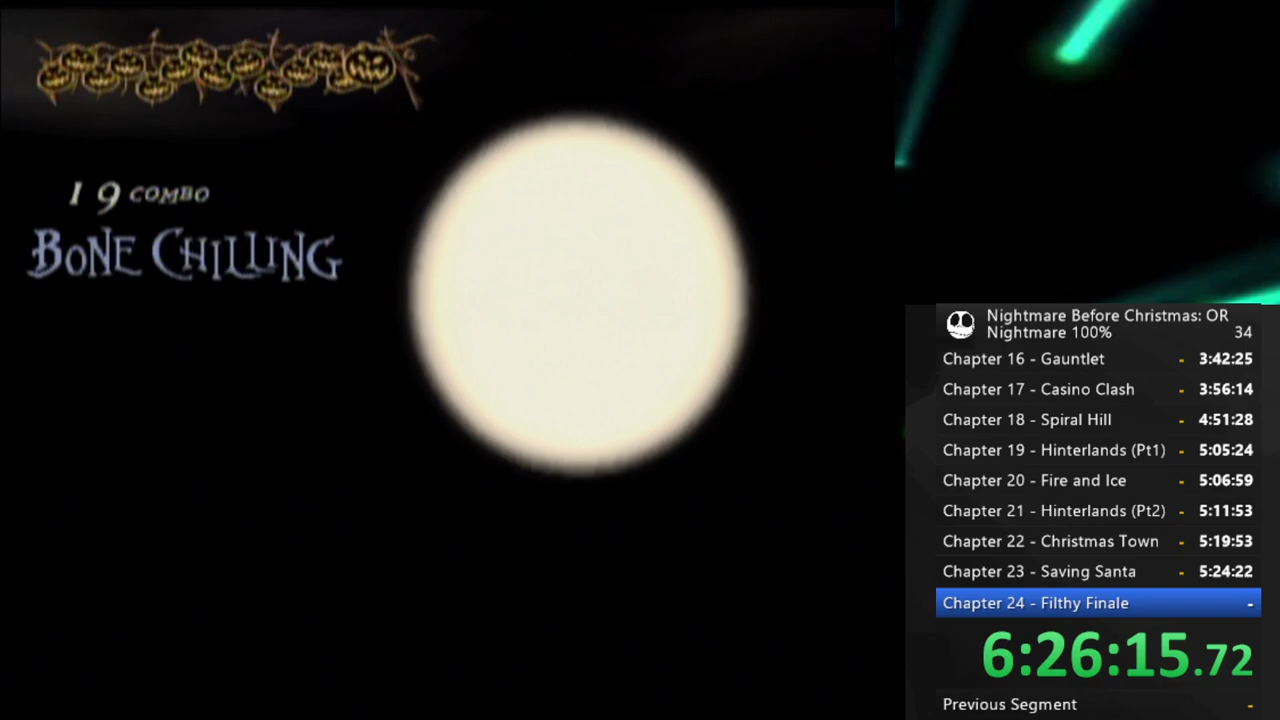 19 COMBO
BONE CHILLING
Nightmare Before Christmas: OR
Nightmare 100% 34
Chapter 16 - Gauntlet - 3:42:25
Chapter 17 - Casino Clash - 3:56:14
Chapter 18 - Spiral Hill - 4:51:28
Chapter 19 - Hinterlands (Pt1) - 5:05:24
Chapter 20 - Fire and Ice - 5:06:59
Chapter 21 - Hinterlands (Pt2) - 5:11:53
Chapter 22 - Christmas Town - 5:19:53
Chapter 23 - Saving Santa - 5:24:22
Chapter 24 - Filthy Finale -
6:26:15.72
Previous Segment -